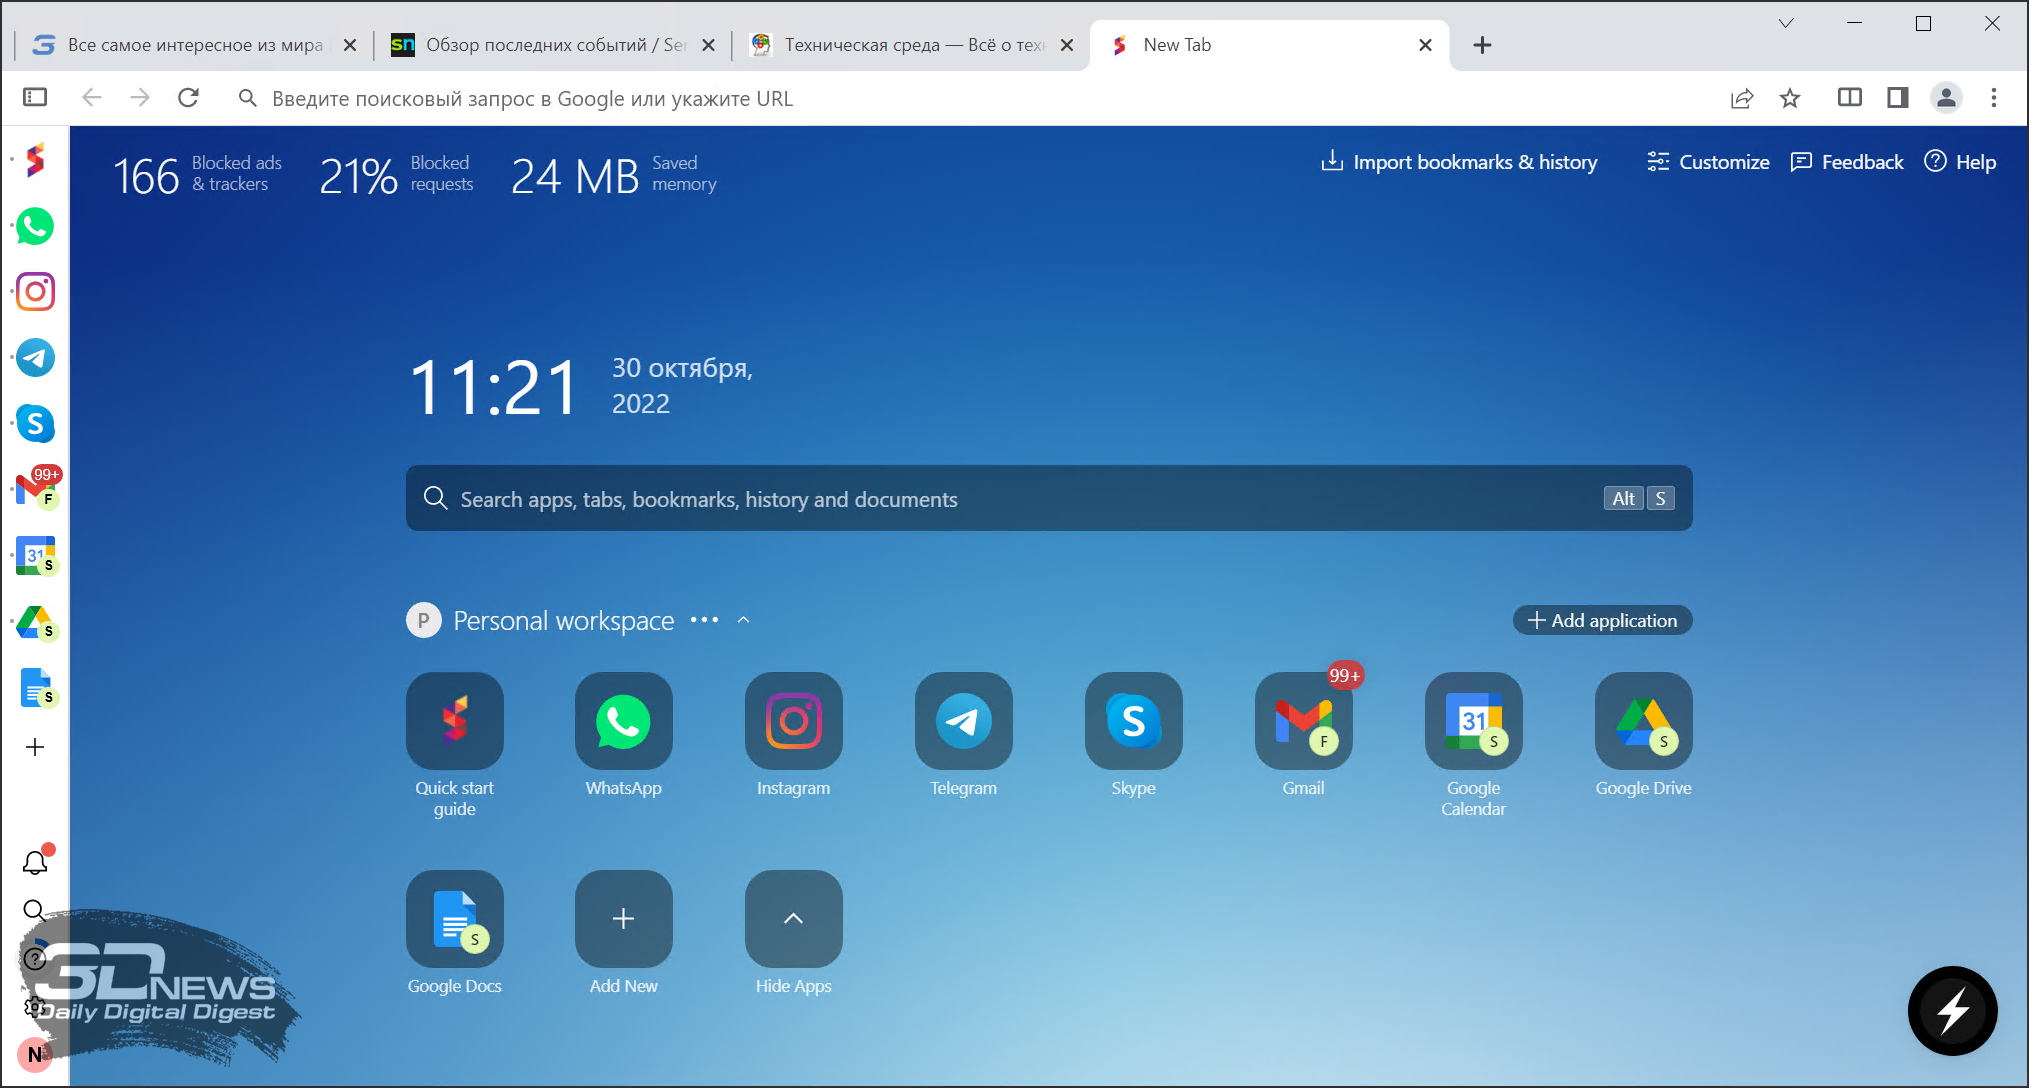 Все самое интересное из мира
sn
Обзор последних событий / Ser
Техническая среда — Всё о техн
New Tab
Введите поисковый запрос в Google или укажите URL
166 Blocked ads & trackers
21% Blocked requests
24 MB Saved memory
Import bookmarks & history
Customize
Feedback
Help
11:21
30 октября,
2022
Search apps, tabs, bookmarks, history and documents
Alt S
P Personal workspace
Add application
99+
F
31
S
S
S
99+
F
31
S
S
Quick start
guide
WhatsApp
Instagram
Telegram
Skype
Gmail
Google
Calendar
Google Drive
S
Google Docs
Add New
Hide Apps
3DNEWS
Daily Digital Digest
N